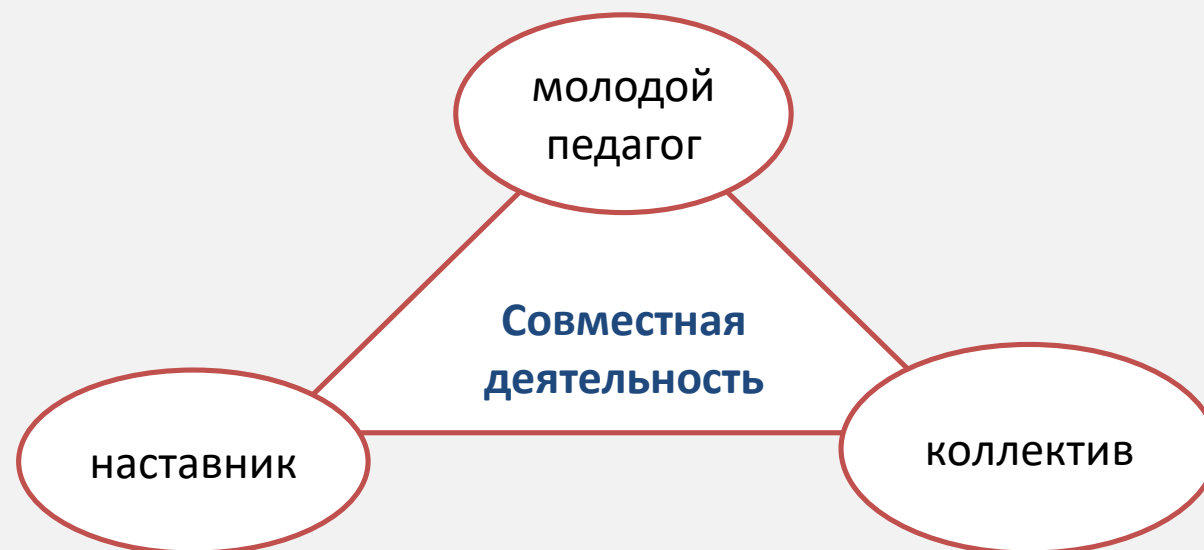 молодой
педагог
Совместная
деятельность
наставник
коллектив